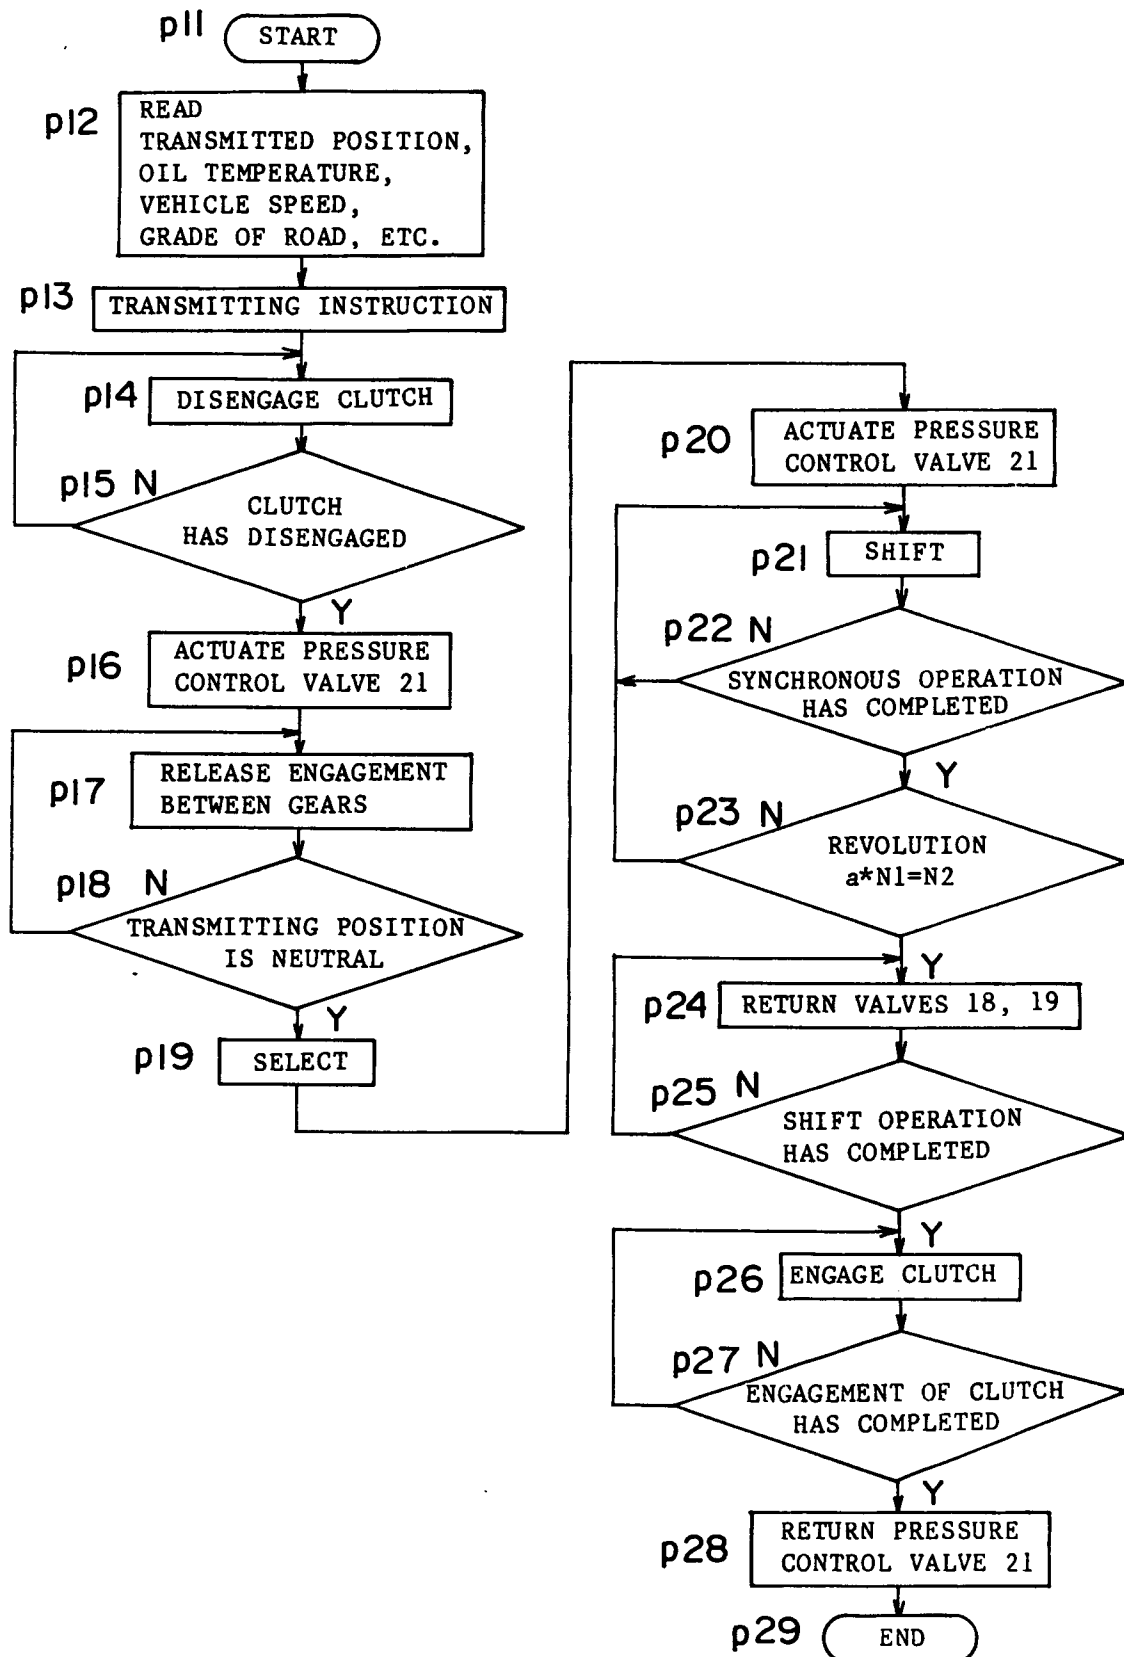 p11
START
p12
READ
TRANSMITTED POSITION,
OIL TEMPERATURE,
VEHICLE SPEED,
GRADE OF ROAD, ETC.
p13
TRANSMITTING INSTRUCTION
p14
DISENGAGE CLUTCH
p15 N
CLUTCH
HAS DISENGAGED
Y
p16
ACTUATE PRESSURE
CONTROL VALVE 21
p17
RELEASE ENGAGEMENT
BETWEEN GEARS
p18 N
TRANSMITTING POSITION
IS NEUTRAL
Y
p19
SELECT
p20
ACTUATE PRESSURE
CONTROL VALVE 21
p21
SHIFT
p22 N
SYNCHRONOUS OPERATION
HAS COMPLETED
Y
p23 N
REVOLUTION
a*N1=N2
Y
p24
RETURN VALVES 18, 19
p25 N
SHIFT OPERATION
HAS COMPLETED
Y
p26
ENGAGE CLUTCH
p27 N
ENGAGEMENT OF CLUTCH
HAS COMPLETED
Y
p28
RETURN PRESSURE
CONTROL VALVE 21
p29
END